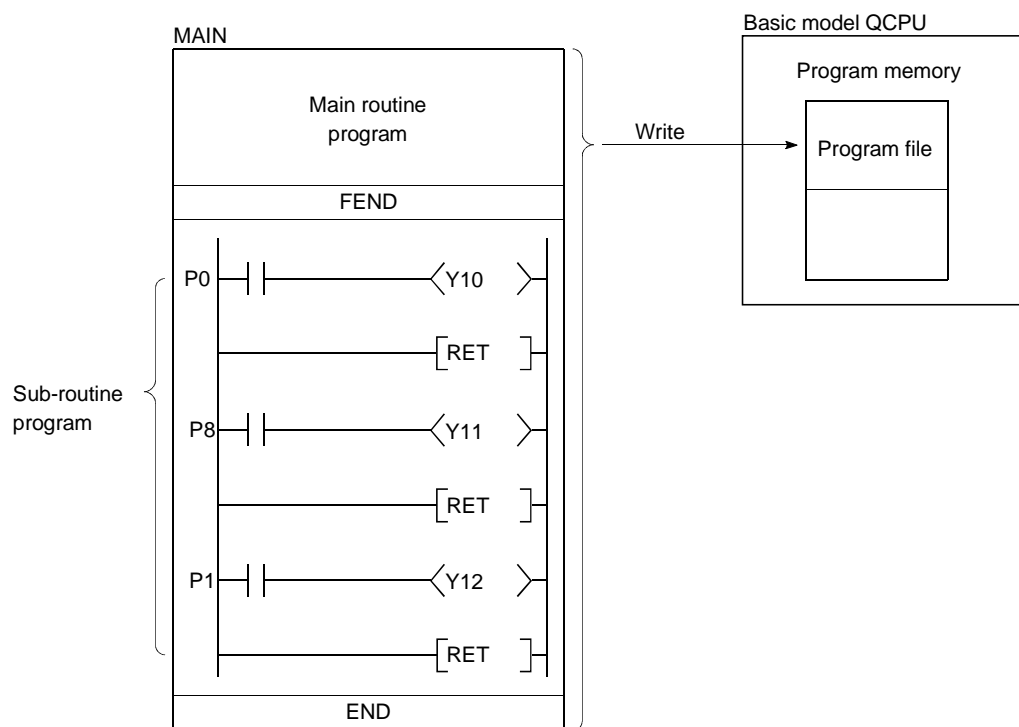 MAIN
Basic model QCPU
Program memory
Main routine
program
Write
Program file
FEND
P0
Y10
RET
Sub-routine
program
P8
Y11
RET
P1
Y12
RET
END